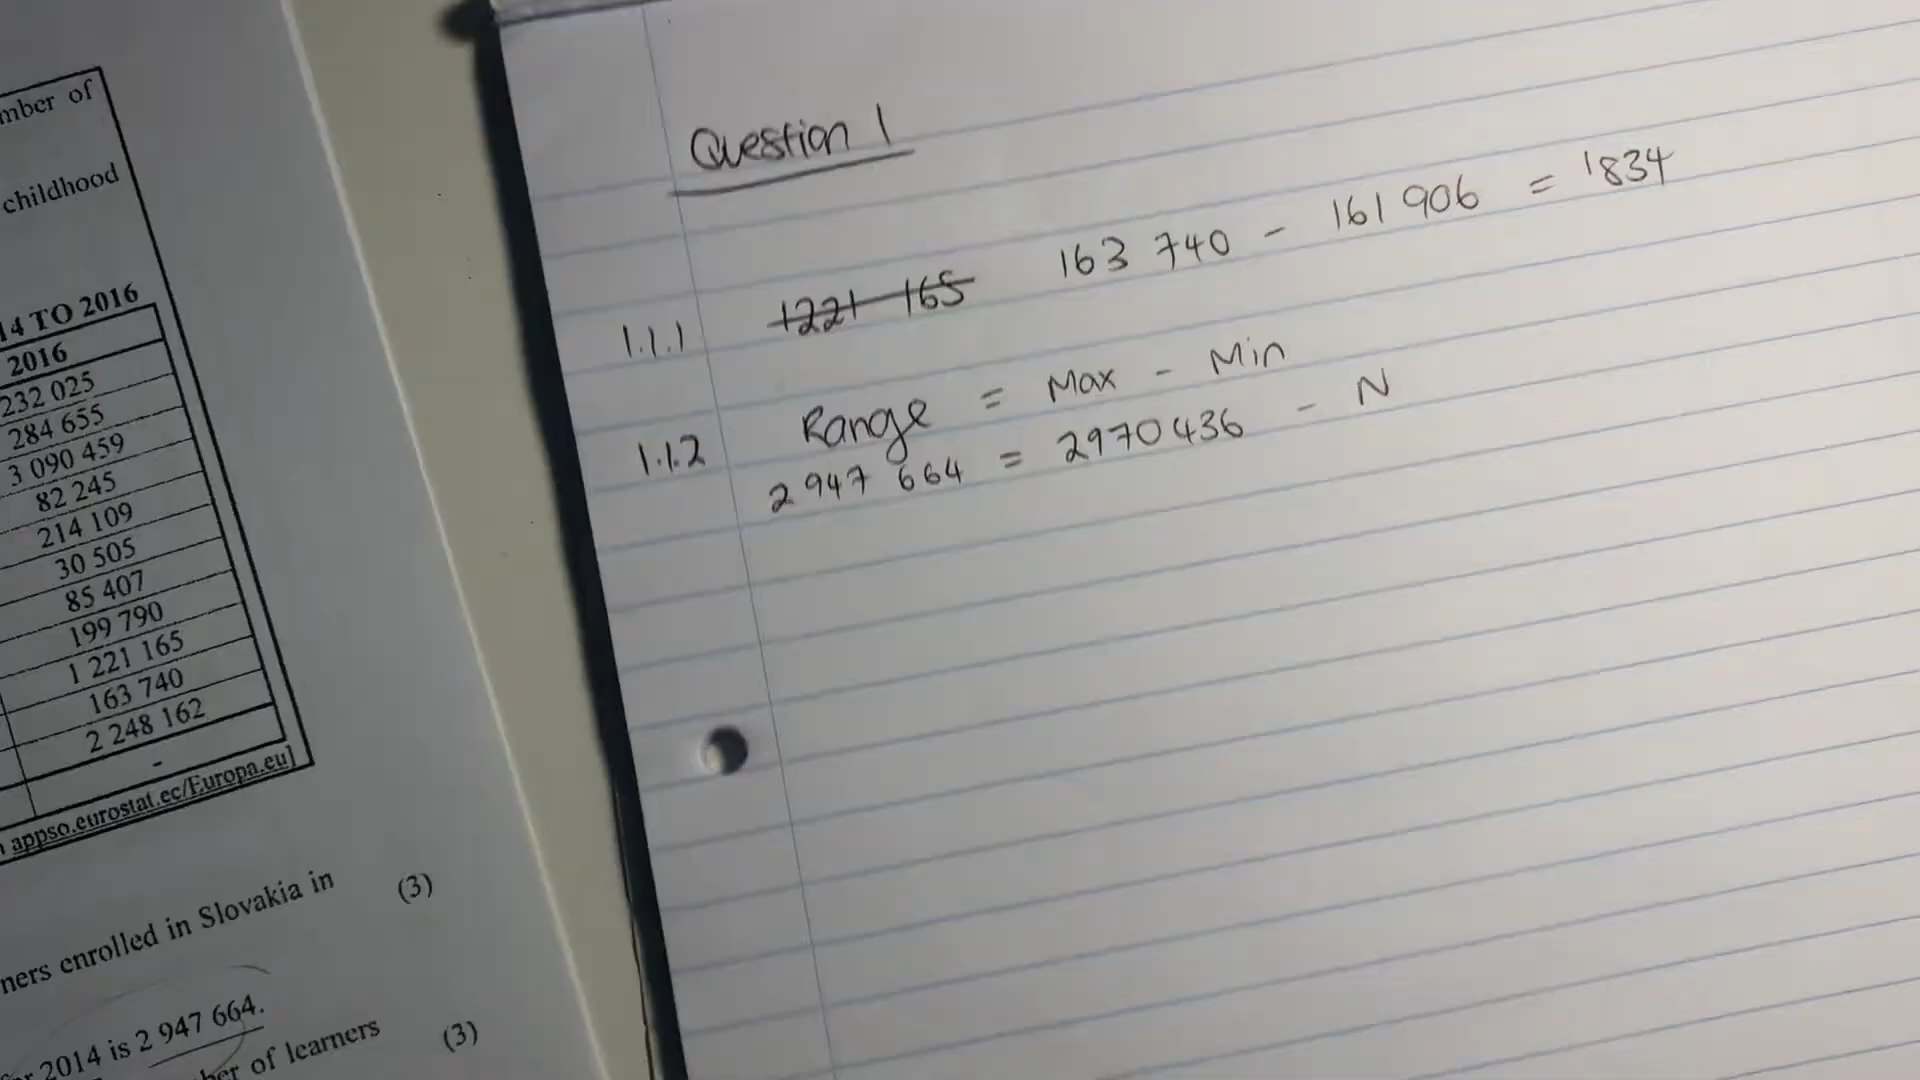 mber of
childhood
14 TO 2016
2016
232 025
284 655
3 090 459
82 245
214 109
30 505
85 407
199 790
1 221 165
163 740
2 248 162
-
appso.eurostat.ec/Europa.eu]
ners enrolled in Slovakia in (3)
2014 is 2 947 664.
ber of learners (3)
Question 1
1.1.1 1221 165 163 740 - 161 906 = 1834
1.1.2 Range = Max - Min
2 947 664 = 2970 436 - N